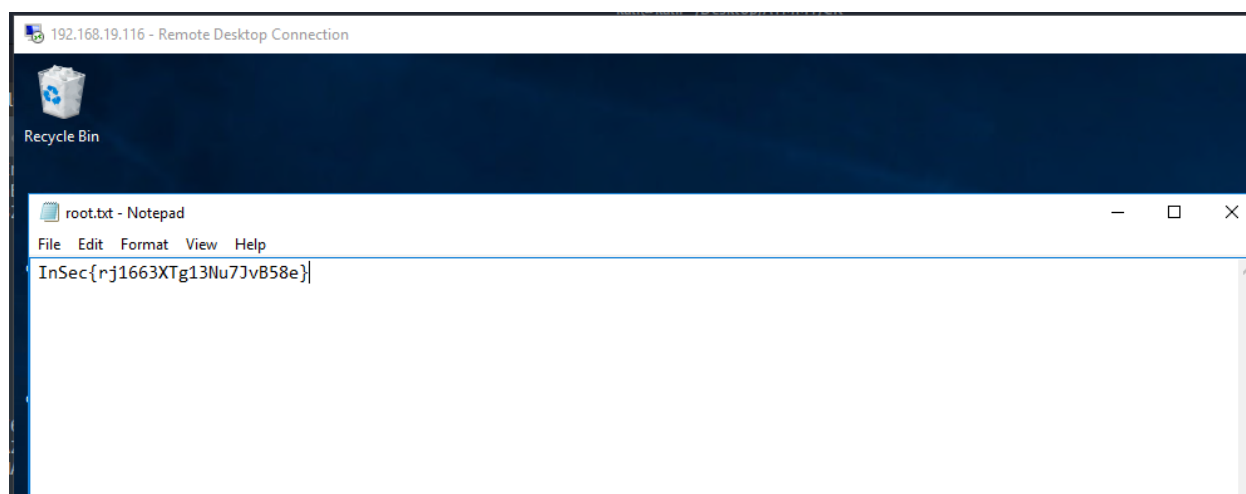 192.168.19.116 - Remote Desktop Connection
Recycle Bin
root.txt - Notepad
File Edit Format View Help
InSec{rj1663XTg13Nu7JvB58e}